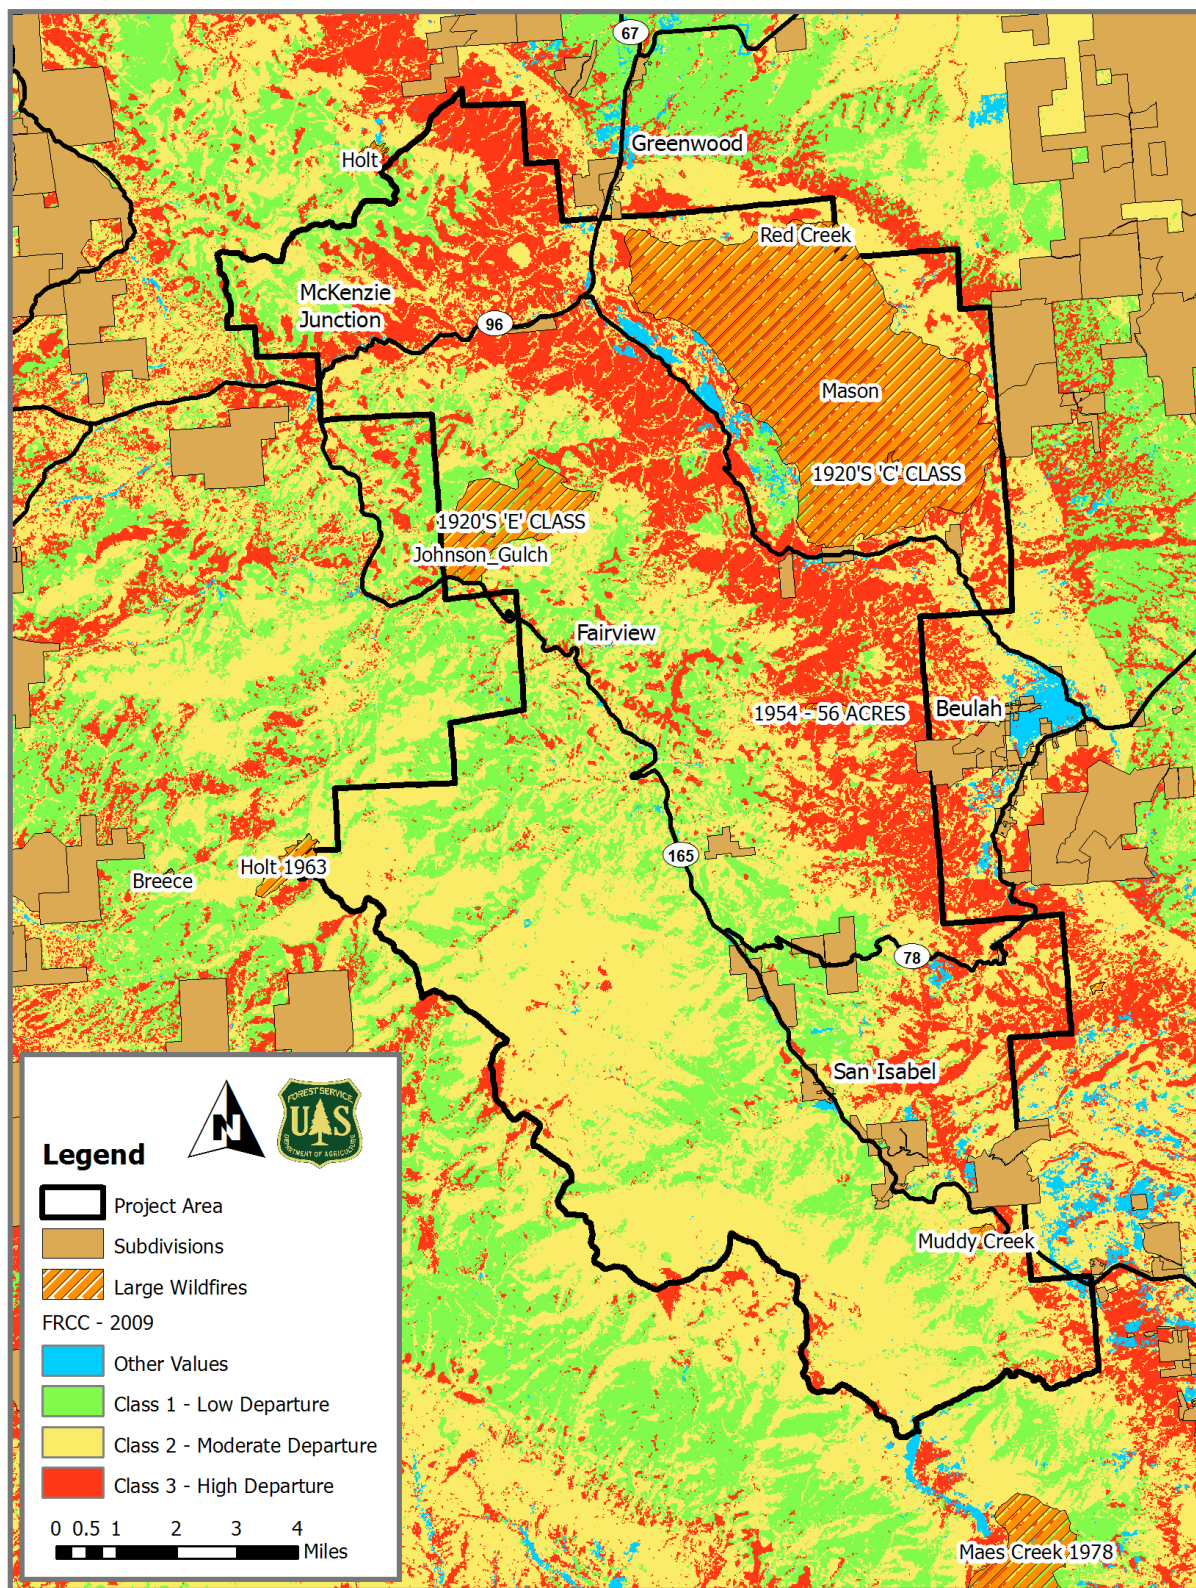 67
Greenwood
Holt
Red Creek
McKenzie
Junction
96
Mason
1920'S 'C' CLASS
1920'S 'E' CLASS
Johnson_Gulch
Fairview
1954 - 56 ACRES
Beulah
165
Holt 1963
Breece
78
San Isabel
Muddy Creek
Maes Creek 1978
N
FOREST SERVICE
U S
DEPARTMENT OF AGRICULTURE
Legend
Project Area
Subdivisions
Large Wildfires
FRCC - 2009
Other Values
Class 1 - Low Departure
Class 2 - Moderate Departure
Class 3 - High Departure
0 0.5 1 2 3 4
Miles